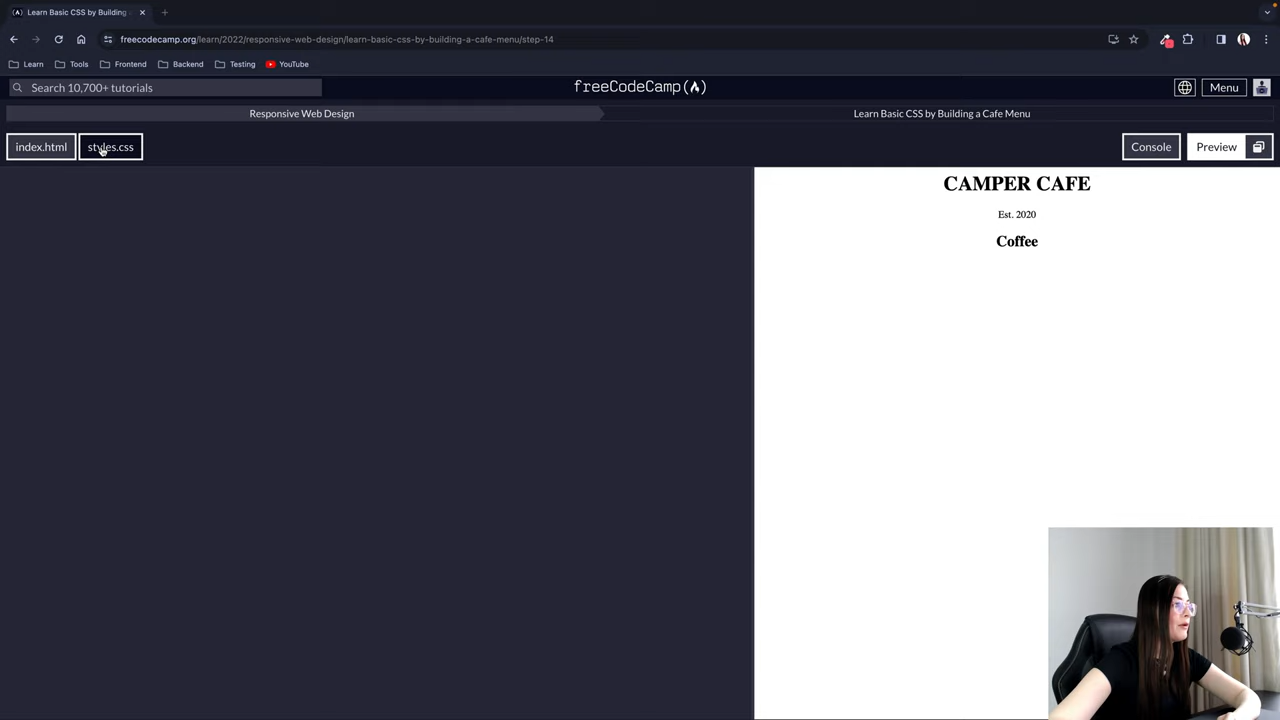 Learn Basic CSS by Building
freecodecamp.org/learn/2022/responsive-web-design/learn-basic-css-by-building-a-cafe-menu/step-14
Learn Tools Frontend Backend Testing YouTube
Search 10,700+ tutorials freeCodeCamp(🔥) Menu
Responsive Web Design Learn Basic CSS by Building a Cafe Menu
index.html styles.css Console Preview
CAMPER CAFE
Est. 2020
Coffee